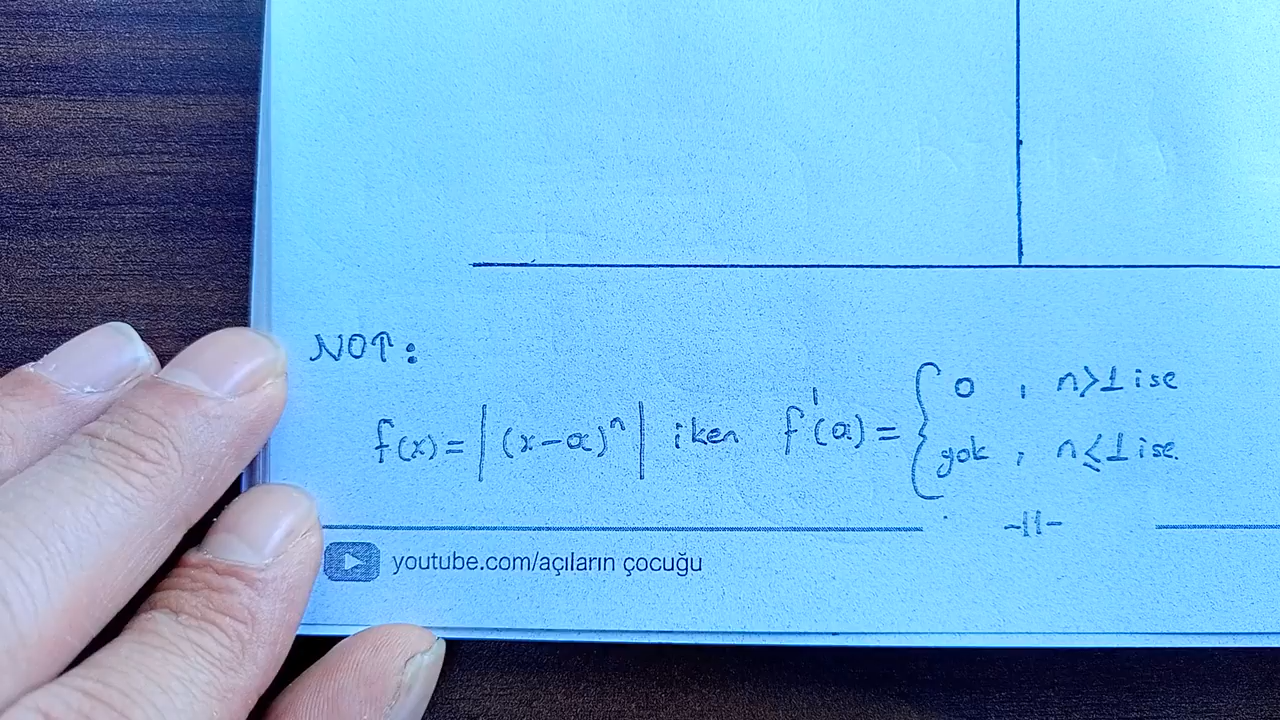 NOT:
f(x)=|(x-a)ⁿ| iken f'(a)= { 0 , n>1 ise
yok , n≤1 ise.
-11-
youtube.com/açıların çocuğu